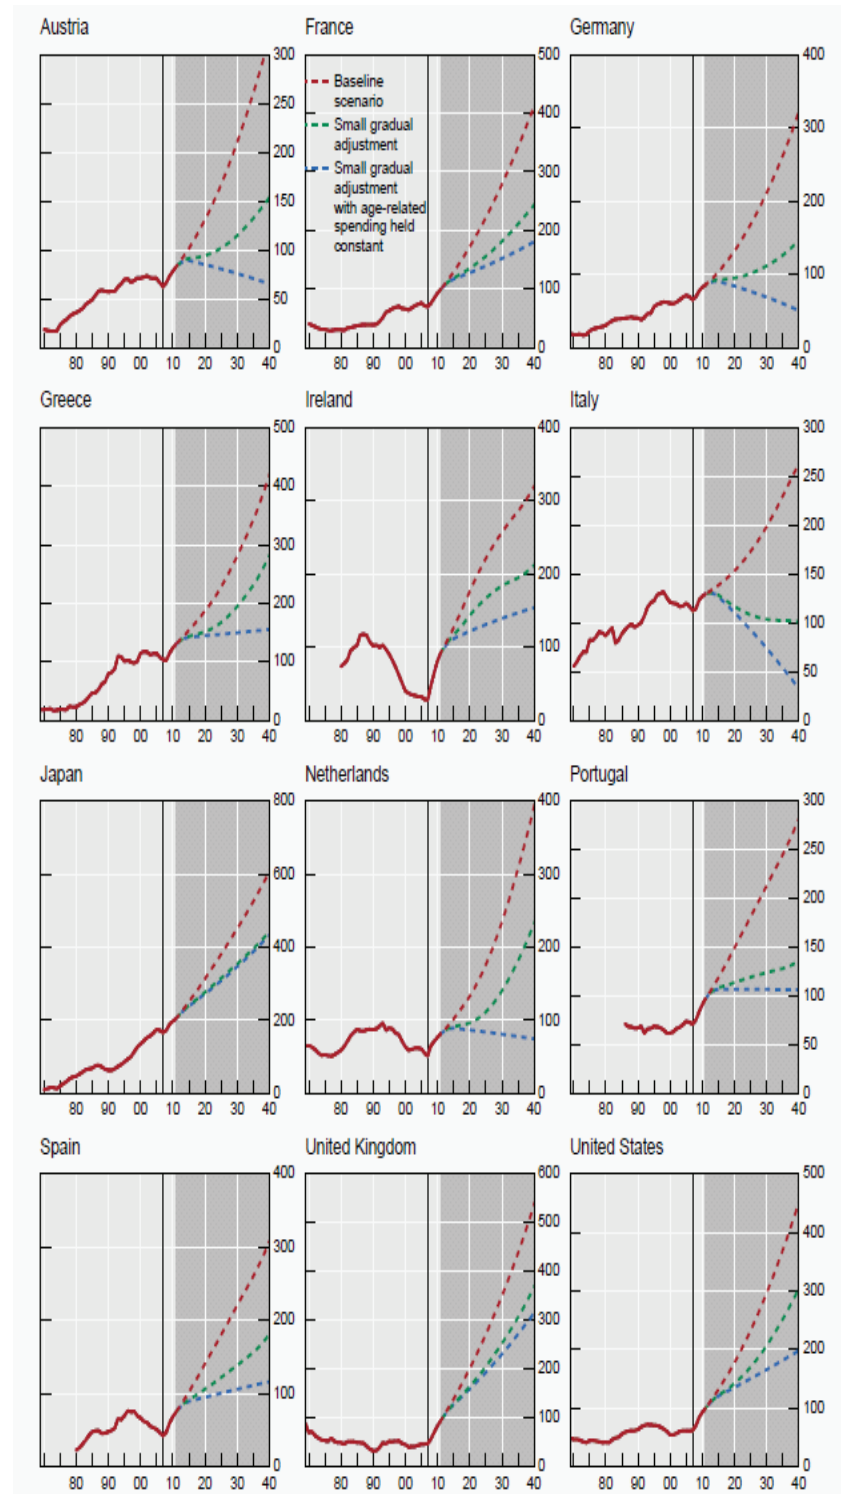 Austria
300
300
200
150
100
50
0
80 90 00 10 20 30 40
France
Baseline
scenario
Small gradual
adjustment
Small gradual
adjustment
with age-related
spending held
constant
500
400
300
200
100
0
80 90 00 10 20 30 40
Germany
400
300
200
100
0
80 90 00 10 20 30 40
Greece
500
400
300
200
100
0
80 90 00 10 20 30 40
Ireland
400
300
200
100
0
80 90 00 10 20 30 40
Italy
300
250
200
150
100
50
0
80 90 00 10 20 30 40
Japan
800
600
400
200
0
80 90 00 10 20 30 40
Netherlands
400
300
200
100
0
80 90 00 10 20 30 40
Portugal
300
250
200
150
100
50
0
80 90 00 10 20 30 40
Spain
400
300
200
100
0
80 90 00 10 20 30 40
United Kingdom
600
500
400
300
200
100
0
80 90 00 10 20 30 40
United States
500
400
300
200
100
0
80 90 00 10 20 30 40